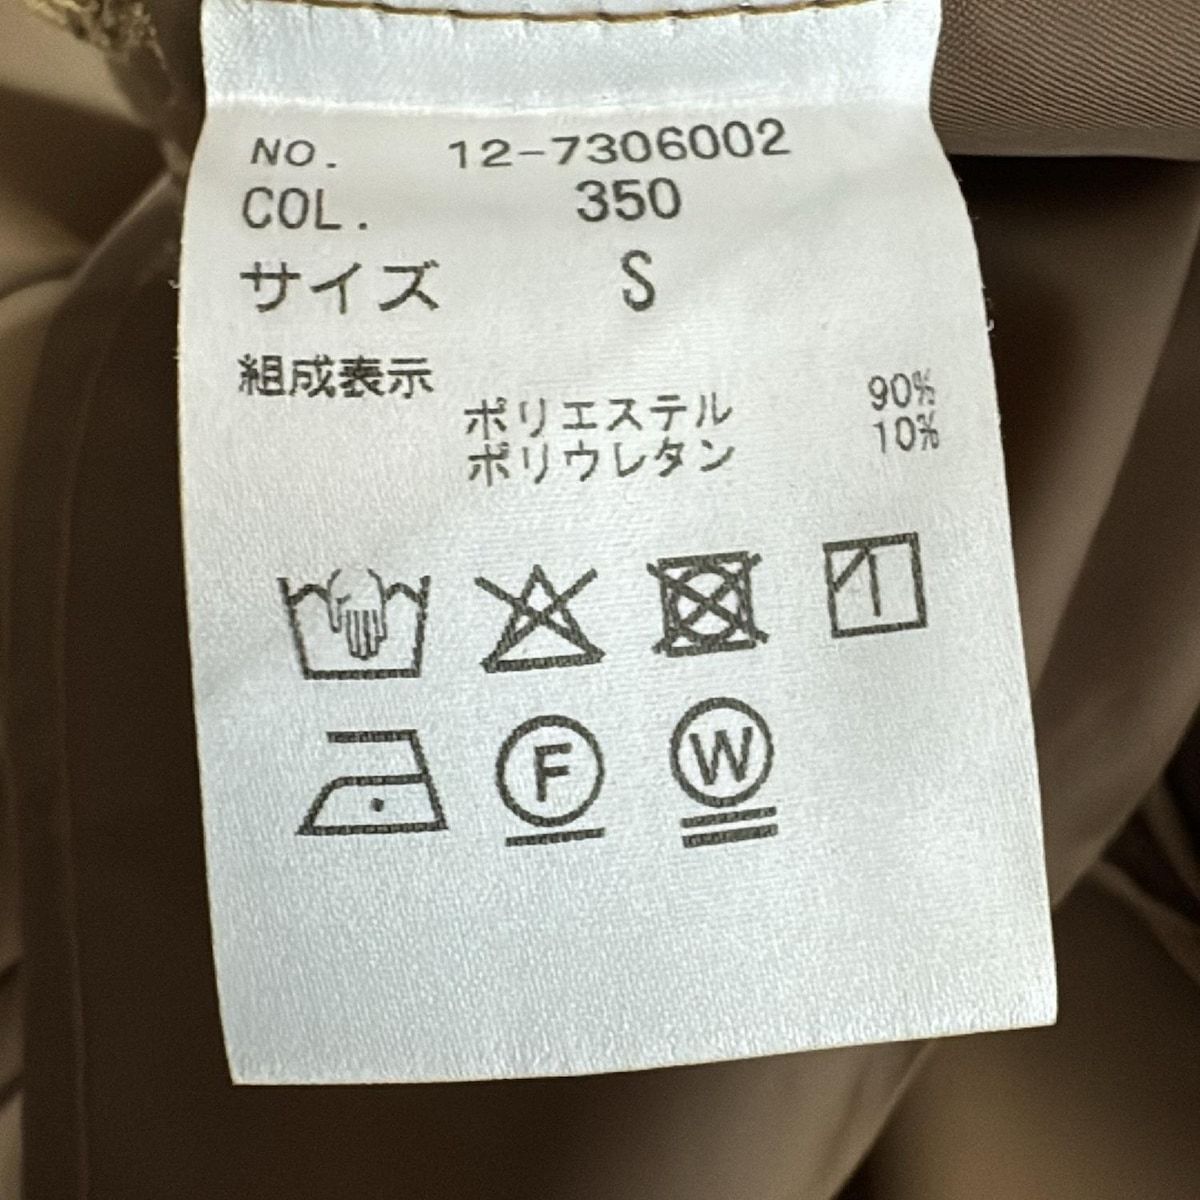 NO. 12-7306002
COL. 350
サイズ S
組成表示
ポリエステル 90%
ポリウレタン 10%
F
W